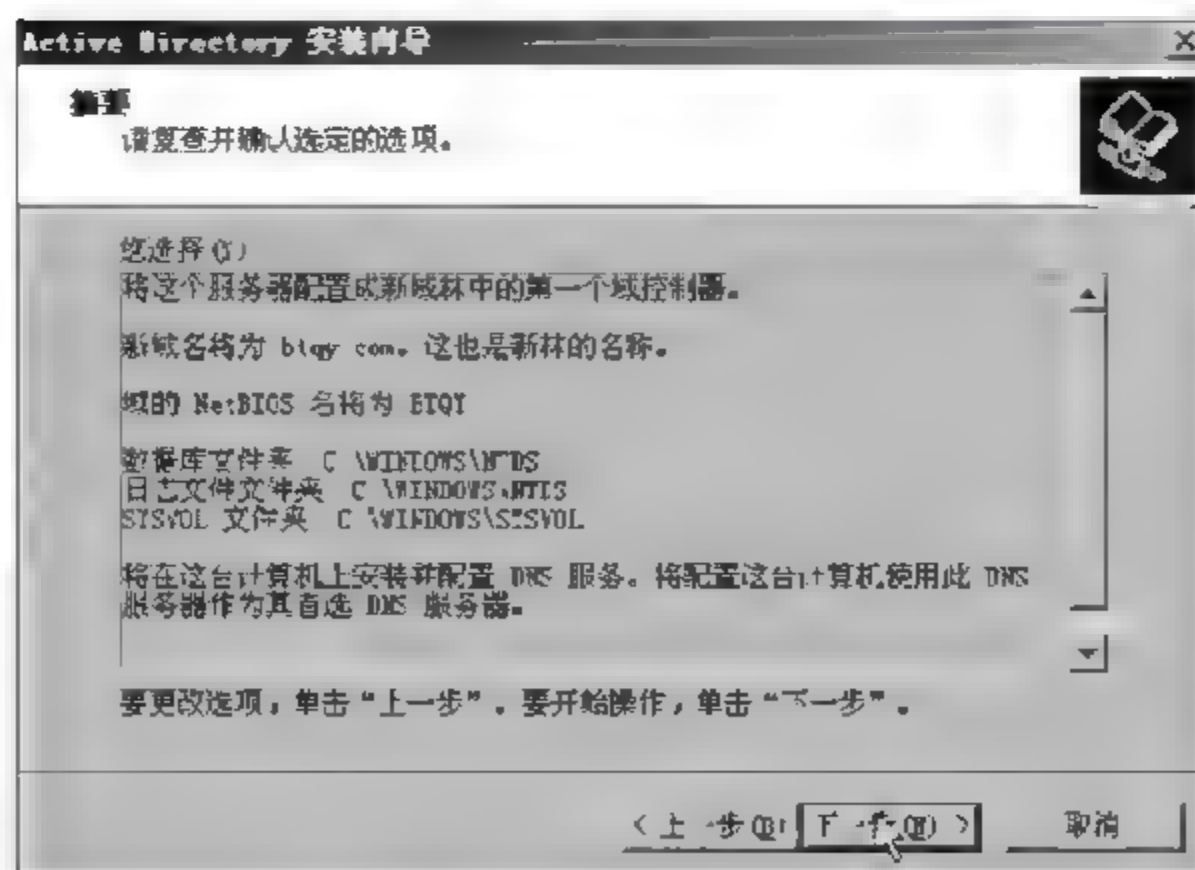 Active Directory 安装向导
摘要
请复查并确认选定的选项。
您选择(Y)
将这个服务器配置成新域林中的第一个域控制器。
新域名将为 btqy com。这也是新林的名称。
域的 NetBIOS 名将为 BTQY
数据库文件夹 C \WINDOWS\NTDS
日志文件文件夹 C \WINDOWS\NTDS
SYSVOL 文件夹 C \WINDOWS\SYSVOL
将在这台计算机上安装并配置 DNS 服务。将配置这台计算机使用此 DNS
服务器作为其首选 DNS 服务器。
要更改选项，单击“上一步”。要开始操作，单击“下一步”。
< 上一步(B) 下一步(N) > 取消